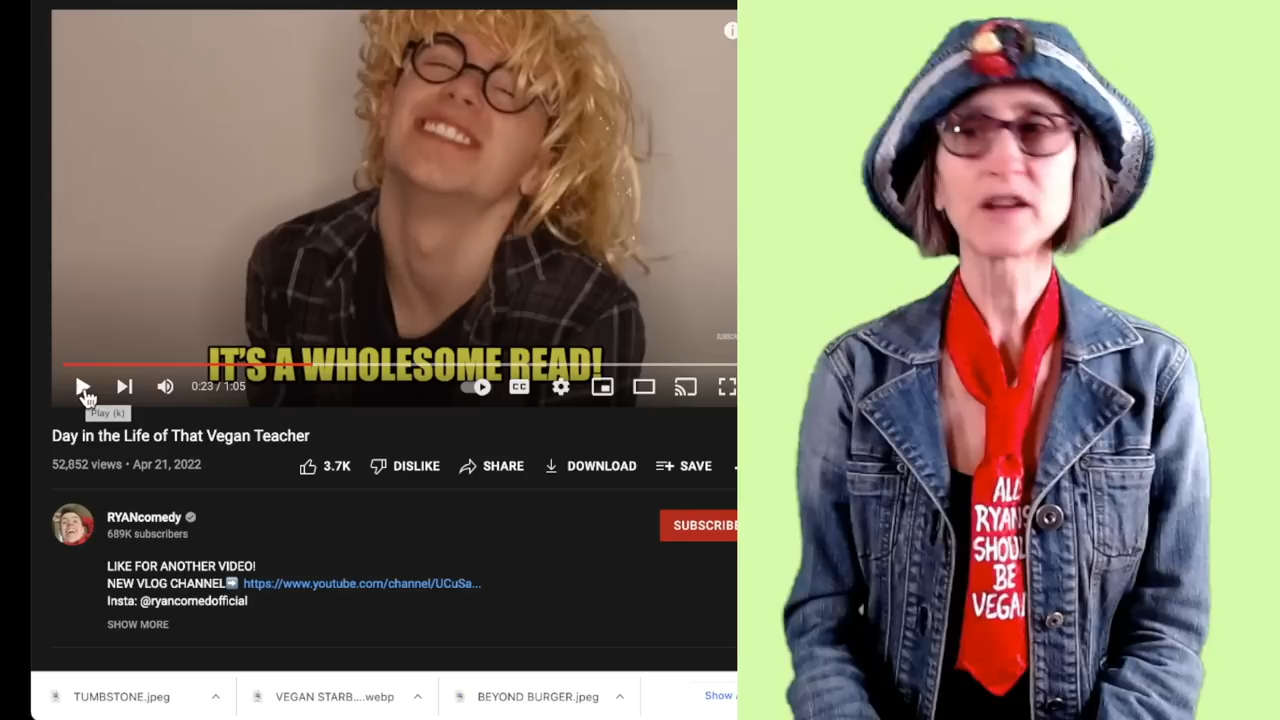 IT'S A WHOLESOME READ!
0:23 / 1:05
CC
Play (k)
Day in the Life of That Vegan Teacher
52,852 views • Apr 21, 2022
3.7K DISLIKE SHARE DOWNLOAD SAVE
RYANcomedy
689K subscribers
SUBSCRIBE
LIKE FOR ANOTHER VIDEO!
NEW VLOG CHANNEL➡ https://www.youtube.com/channel/UCuSa...
Insta: @ryancomedofficial
SHOW MORE
TUMBSTONE.jpeg
VEGAN STARB....webp
BEYOND BURGER.jpeg
Show
ALL
RYANS
SHOULD
BE
VEGAN